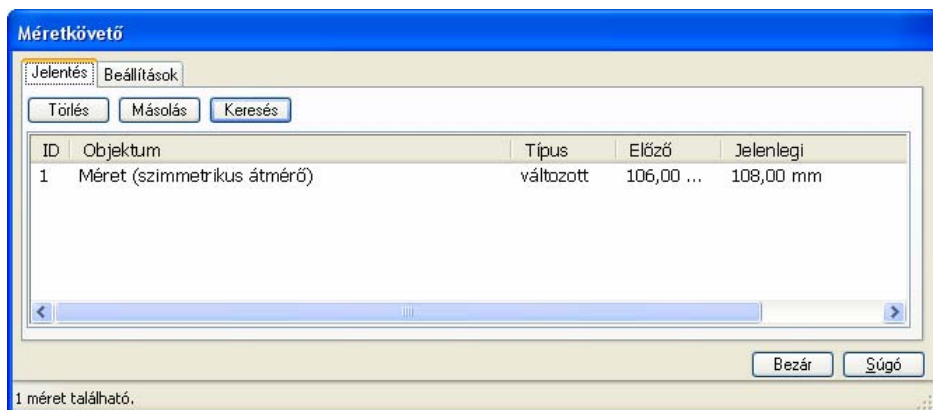 Méretkövető
Jelentés Beállítások
Törlés Másolás Keresés
ID Objektum Típus Előző Jelenlegi
1 Méret (szimmetrikus átmérő) változott 106,00 ... 108,00 mm
Bezár Súgó
1 méret található.